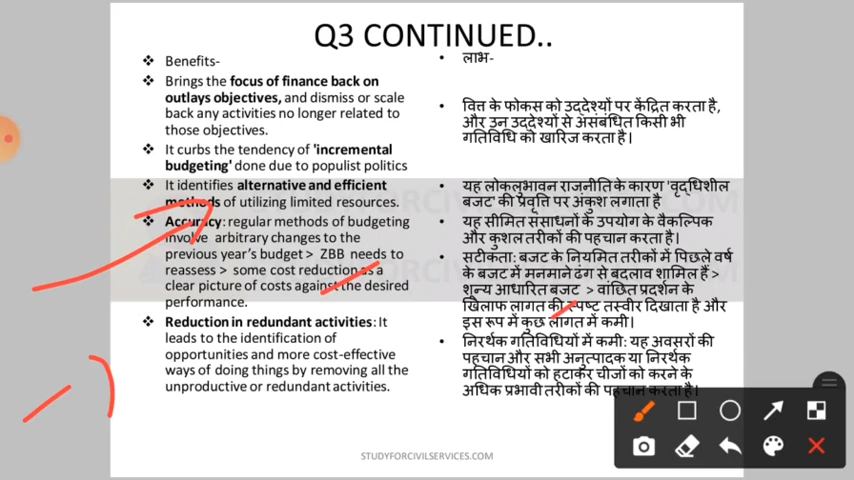 Q3 CONTINUED..
❖ Benefits-
❖ Brings the focus of finance back on
outlays objectives, and dismiss or scale
back any activities no longer related to
those objectives.
❖ It curbs the tendency of 'incremental
budgeting' done due to populist politics
❖ It identifies alternative and efficient
methods of utilizing limited resources.
❖ Accuracy: regular methods of budgeting
involve arbitrary changes to the
previous year's budget > ZBB needs to
reassess > some cost reduction as a
clear picture of costs against the desired
performance.
❖ Reduction in redundant activities: It
leads to the identification of
opportunities and more cost-effective
ways of doing things by removing all the
unproductive or redundant activities.
• लाभ-
• वित्त के फोकस को उद्देश्यों पर केंद्रित करता है,
और उन उद्देश्यों से असंबंधित किसी भी
गतिविधि को खारिज करता है।
• यह लोकलुभावन राजनीति के कारण 'वृद्धिशील
बजट' की प्रवृत्ति पर अंकुश लगाता है
• यह सीमित संसाधनों के उपयोग के वैकल्पिक
और कुशल तरीकों की पहचान करता है।
• सटीकता: बजट के नियमित तरीकों में पिछले वर्ष
के बजट में मनमाने ढंग से बदलाव शामिल हैं >
शून्य आधारित बजट > वांछित प्रदर्शन के
खिलाफ लागत की स्पष्ट तस्वीर दिखाता है और
इस रूप में कुछ लागत में कमी।
• निरर्थक गतिविधियों में कमी: यह अवसरों की
पहचान और सभी अनुत्पादक या निरर्थक
गतिविधियों को हटाकर चीजों को करने के
अधिक प्रभावी तरीकों की पहचान करता है।
STUDYFORCIVILSERVICES.COM